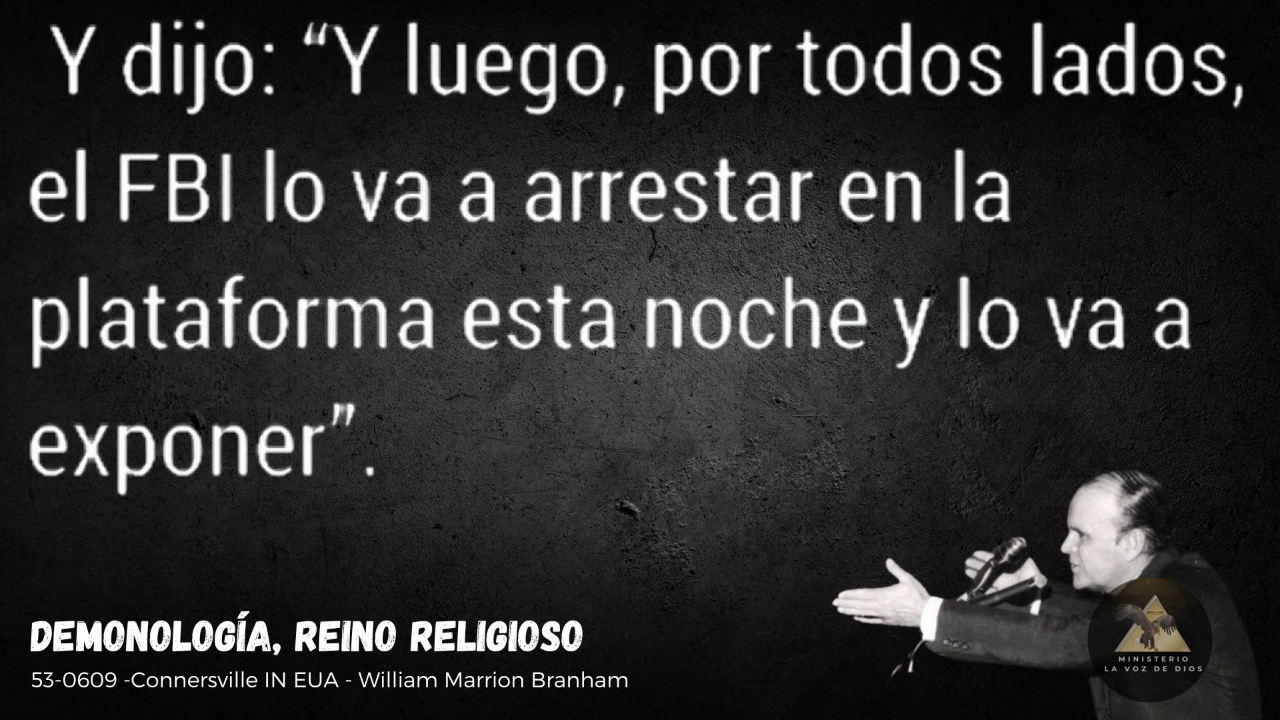 Y dijo: “Y luego, por todos lados,
el FBI lo va a arrestar en la
plataforma esta noche y lo va a
exponer”.
DEMONOLOGÍA, REINO RELIGIOSO
53-0609 -Connersville IN EUA - William Marrion Branham
MINISTERIO
LA VOZ DE DIOS